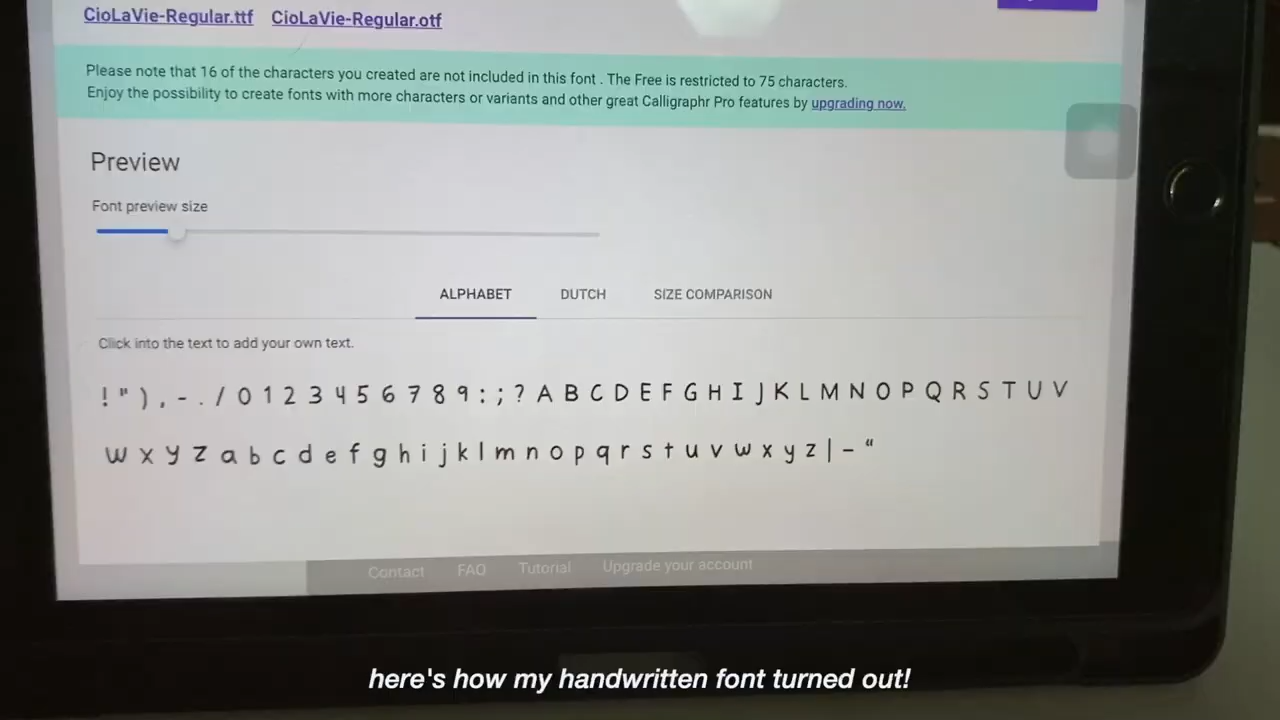 CioLaVie-Regular.ttf CioLaVie-Regular.otf
Please note that 16 of the characters you created are not included in this font . The Free is restricted to 75 characters.
Enjoy the possibility to create fonts with more characters or variants and other great Calligraphr Pro features by upgrading now.
Preview
Font preview size
ALPHABET DUTCH SIZE COMPARISON
Click into the text to add your own text.
! " ) , - . / 0 1 2 3 4 5 6 7 8 9 : ; ? A B C D E F G H I J K L M N O P Q R S T U V
W X Y Z a b c d e f g h i j k l m n o p q r s t u v w x y z | – “
Contact FAQ Tutorial Upgrade your account
here's how my handwritten font turned out!